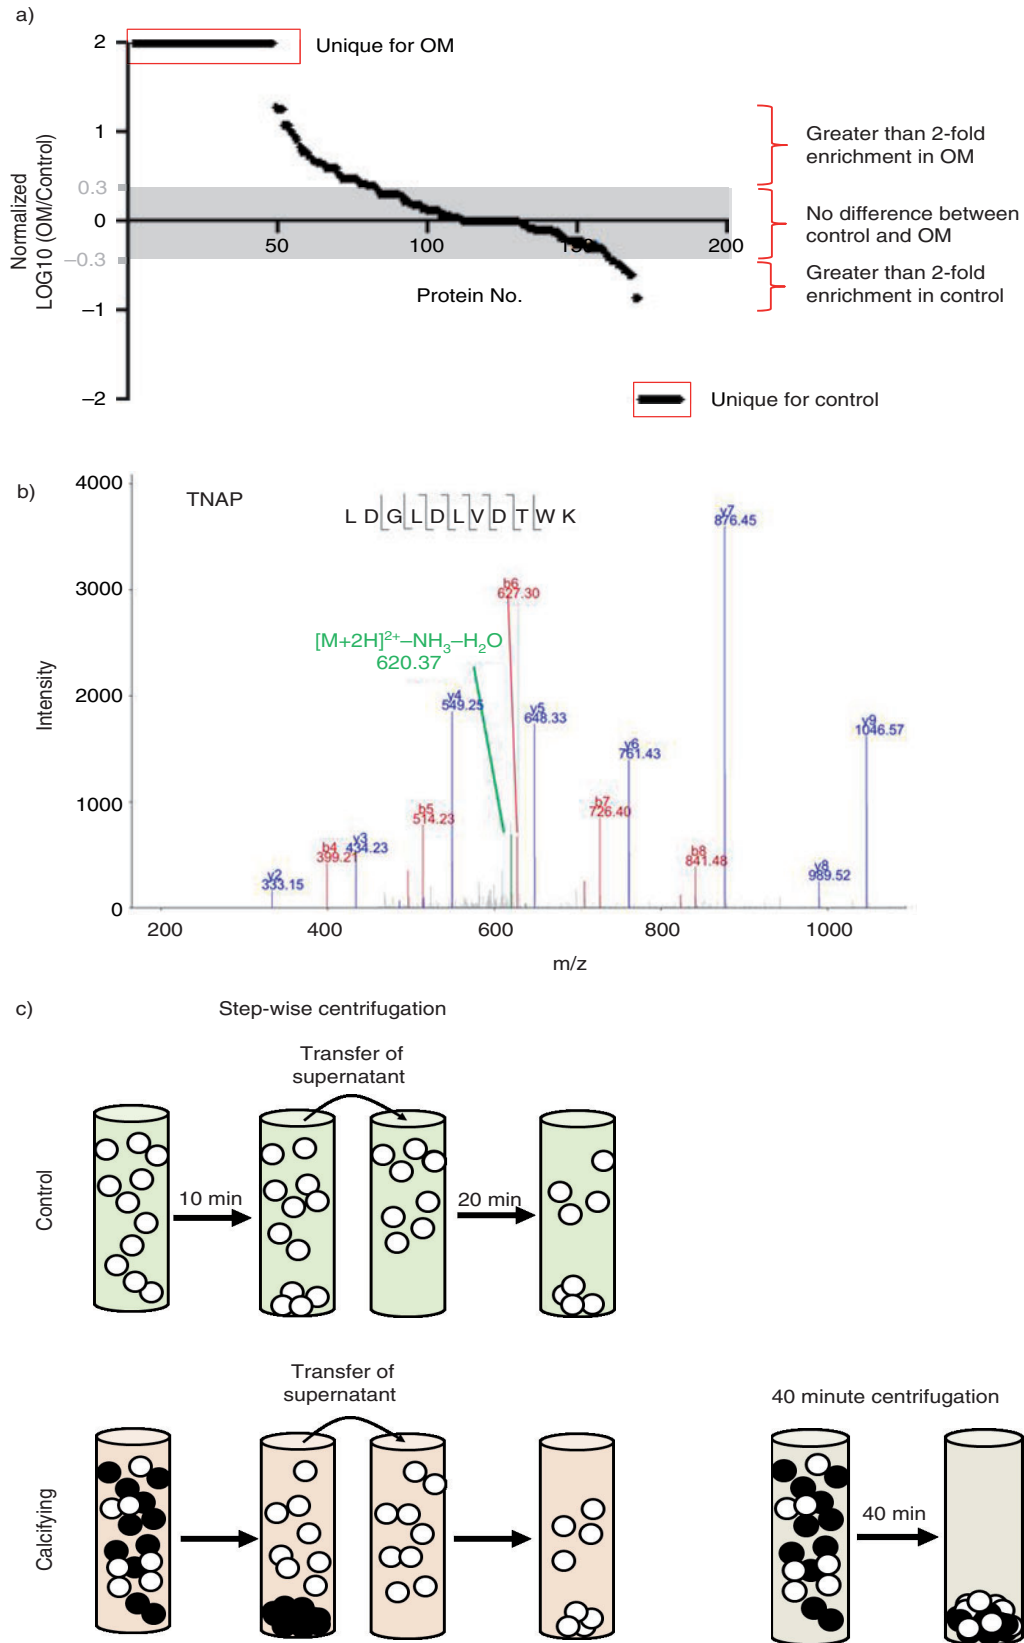 a)
2
Unique for OM
1
Greater than 2-fold
enrichment in OM
0.3
0
No difference between
control and OM
–0.3
50
100
150
200
Greater than 2-fold
enrichment in control
Protein No.
–1
–2
Normalized
LOG10 (OM/Control)
Unique for control
b)
4000
TNAP
L D G L D L V D T W K
y7
876.45
3000
b6
627.30
[M+2H]2+–NH3–H2O
620.37
2000
y4
549.25
y5
648.33
y6
761.43
y9
1046.57
1000
b5
514.23
b7
726.40
b4
399.21
y3
434.23
b8
841.48
y2
333.15
y8
989.52
0
200
400
600
800
1000
Intensity
m/z
c)
Step-wise centrifugation
Transfer of
supernatant
Control
10 min
20 min
Transfer of
supernatant
40 minute centrifugation
Calcifying
40 min